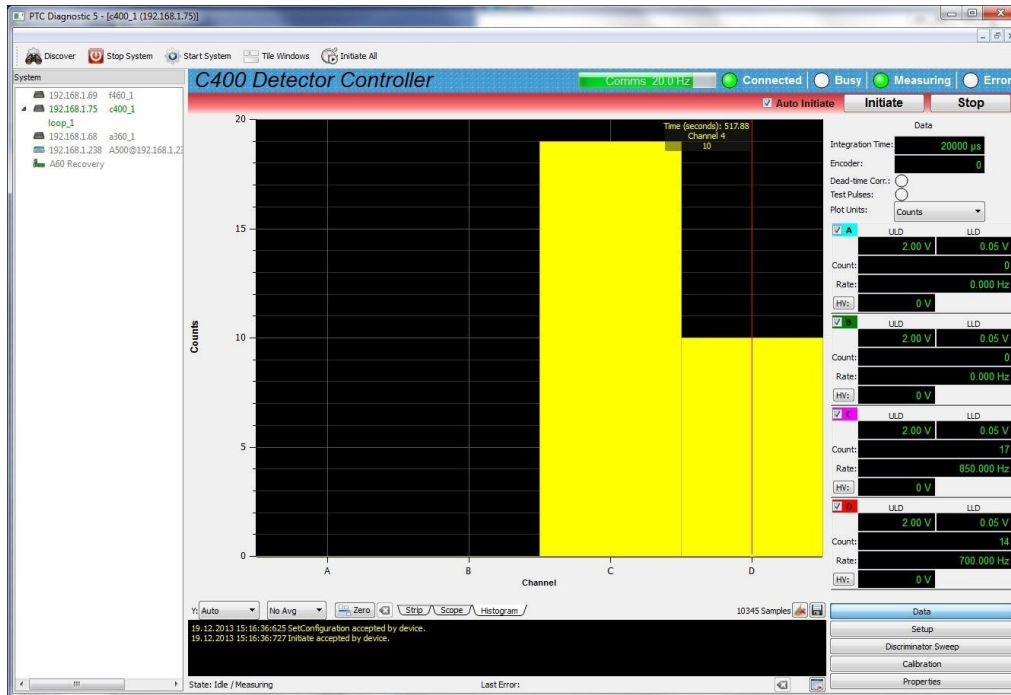 PTC Diagnostic 5 - [c400_1 (192.168.1.75)]
Discover Stop System Start System Tile Windows Initiate All
System
192.168.1.69 f460_1
192.168.1.75 c400_1
loop_1
192.168.1.68 a360_1
192.168.1.238 A500@192.168.1.23
A60 Recovery
C400 Detector Controller
Comms 20.0 Hz Connected Busy Measuring Error
Auto Initiate Initiate Stop
Time (seconds): 517.88
Channel 4
10
20
15
10
5
0
Counts
A B C D
Channel
Data
Integration Time: 20000 µs
Encoder: 0
Dead-time Corr.:
Test Pulses:
Plot Units: Counts
A ULD LLD
2.00 V 0.05 V
Count: 0
Rate: 0.000 Hz
HV: 0 V
B ULD LLD
2.00 V 0.05 V
Count: 0
Rate: 0.000 Hz
HV: 0 V
C ULD LLD
2.00 V 0.05 V
Count: 17
Rate: 850.000 Hz
HV: 0 V
D ULD LLD
2.00 V 0.05 V
Count: 14
Rate: 700.000 Hz
HV: 0 V
Y: Auto No Avg Zero Strip Scope Histogram 10345 Samples
19.12.2013 15:16:36:625 SetConfiguration accepted by device.
19.12.2013 15:16:36:727 Initiate accepted by device.
Data
Setup
Discriminator Sweep
Calibration
Properties
State: Idle / Measuring Last Error: